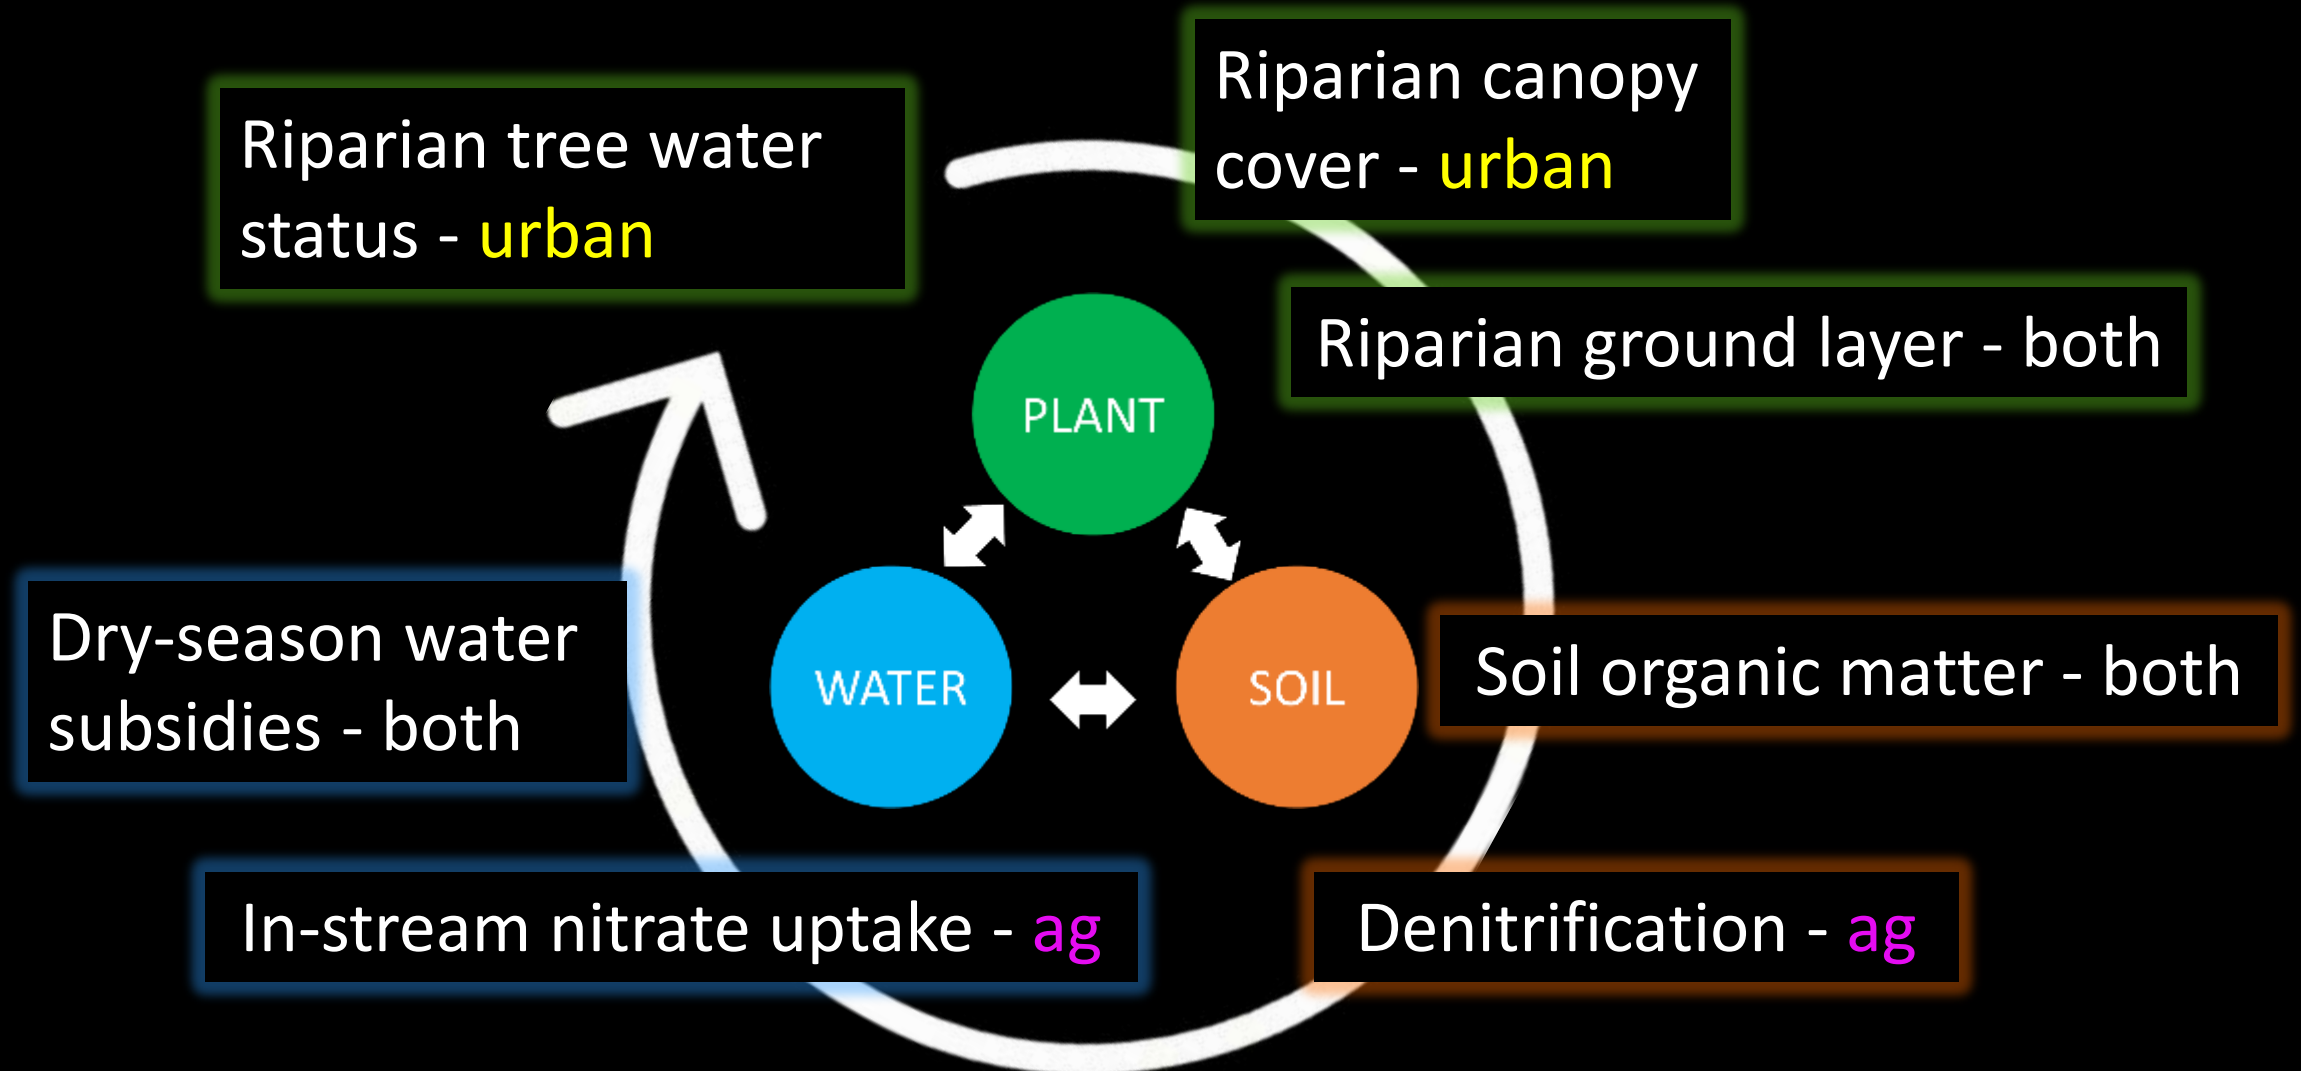 Riparian tree water
status - urban
Riparian canopy
cover - urban
Riparian ground layer - both
PLANT
WATER
SOIL
Dry-season water
subsidies - both
Soil organic matter - both
In-stream nitrate uptake - ag
Denitrification - ag